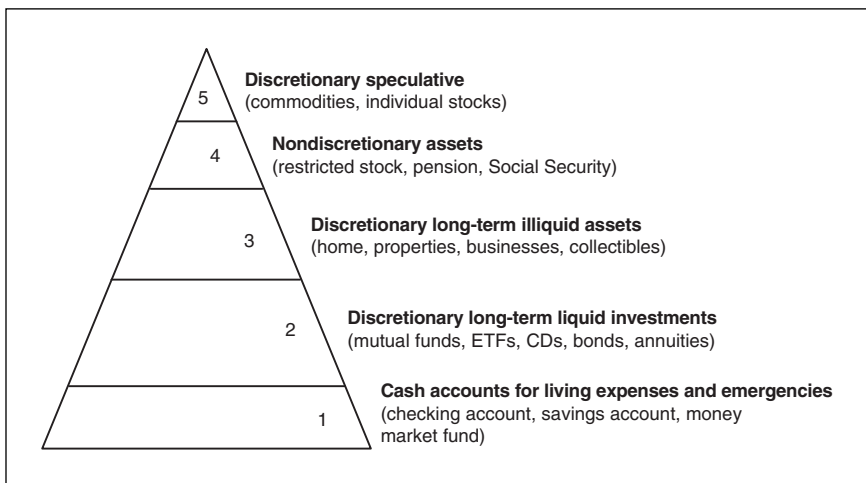 5
Discretionary speculative
(commodities, individual stocks)
4
Nondiscretionary assets
(restricted stock, pension, Social Security)
3
Discretionary long-term illiquid assets
(home, properties, businesses, collectibles)
2
Discretionary long-term liquid investments
(mutual funds, ETFs, CDs, bonds, annuities)
1
Cash accounts for living expenses and emergencies
(checking account, savings account, money
market fund)